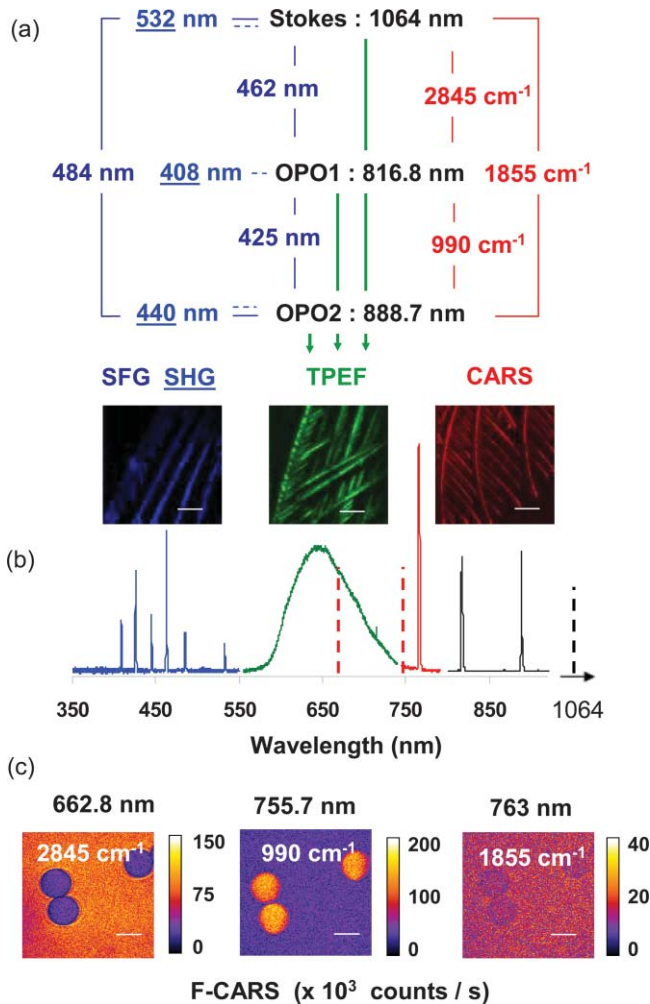 (a)
532 nm
Stokes : 1064 nm
462 nm
2845 cm-1
484 nm
408 nm
OPO1 : 816.8 nm
1855 cm-1
425 nm
990 cm-1
440 nm
OPO2 : 888.7 nm
SFG SHG
TPEF
CARS
(b)
350 450 550 650 750 850 1064
Wavelength (nm)
(c)
662.8 nm 755.7 nm 763 nm
2845 cm-1
150
75
0
990 cm-1
200
100
0
1855 cm-1
40
20
0
F-CARS (x 10³ counts / s)